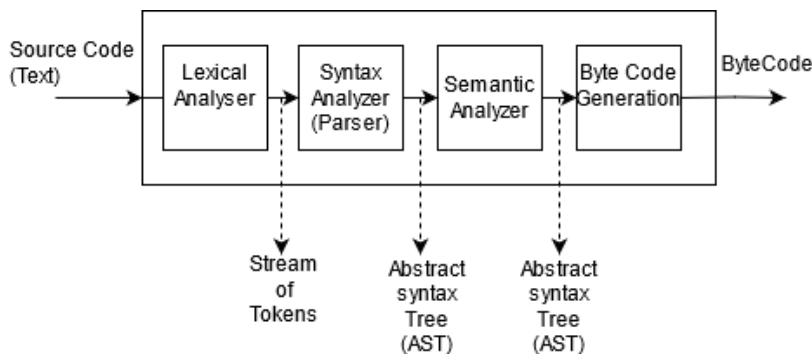 Source Code
(Text)
Lexical
Analyser
Syntax
Analyzer
(Parser)
Semantic
Analyzer
Byte Code
Generation
ByteCode
Stream
of
Tokens
Abstract
syntax
Tree
(AST)
Abstract
syntax
Tree
(AST)